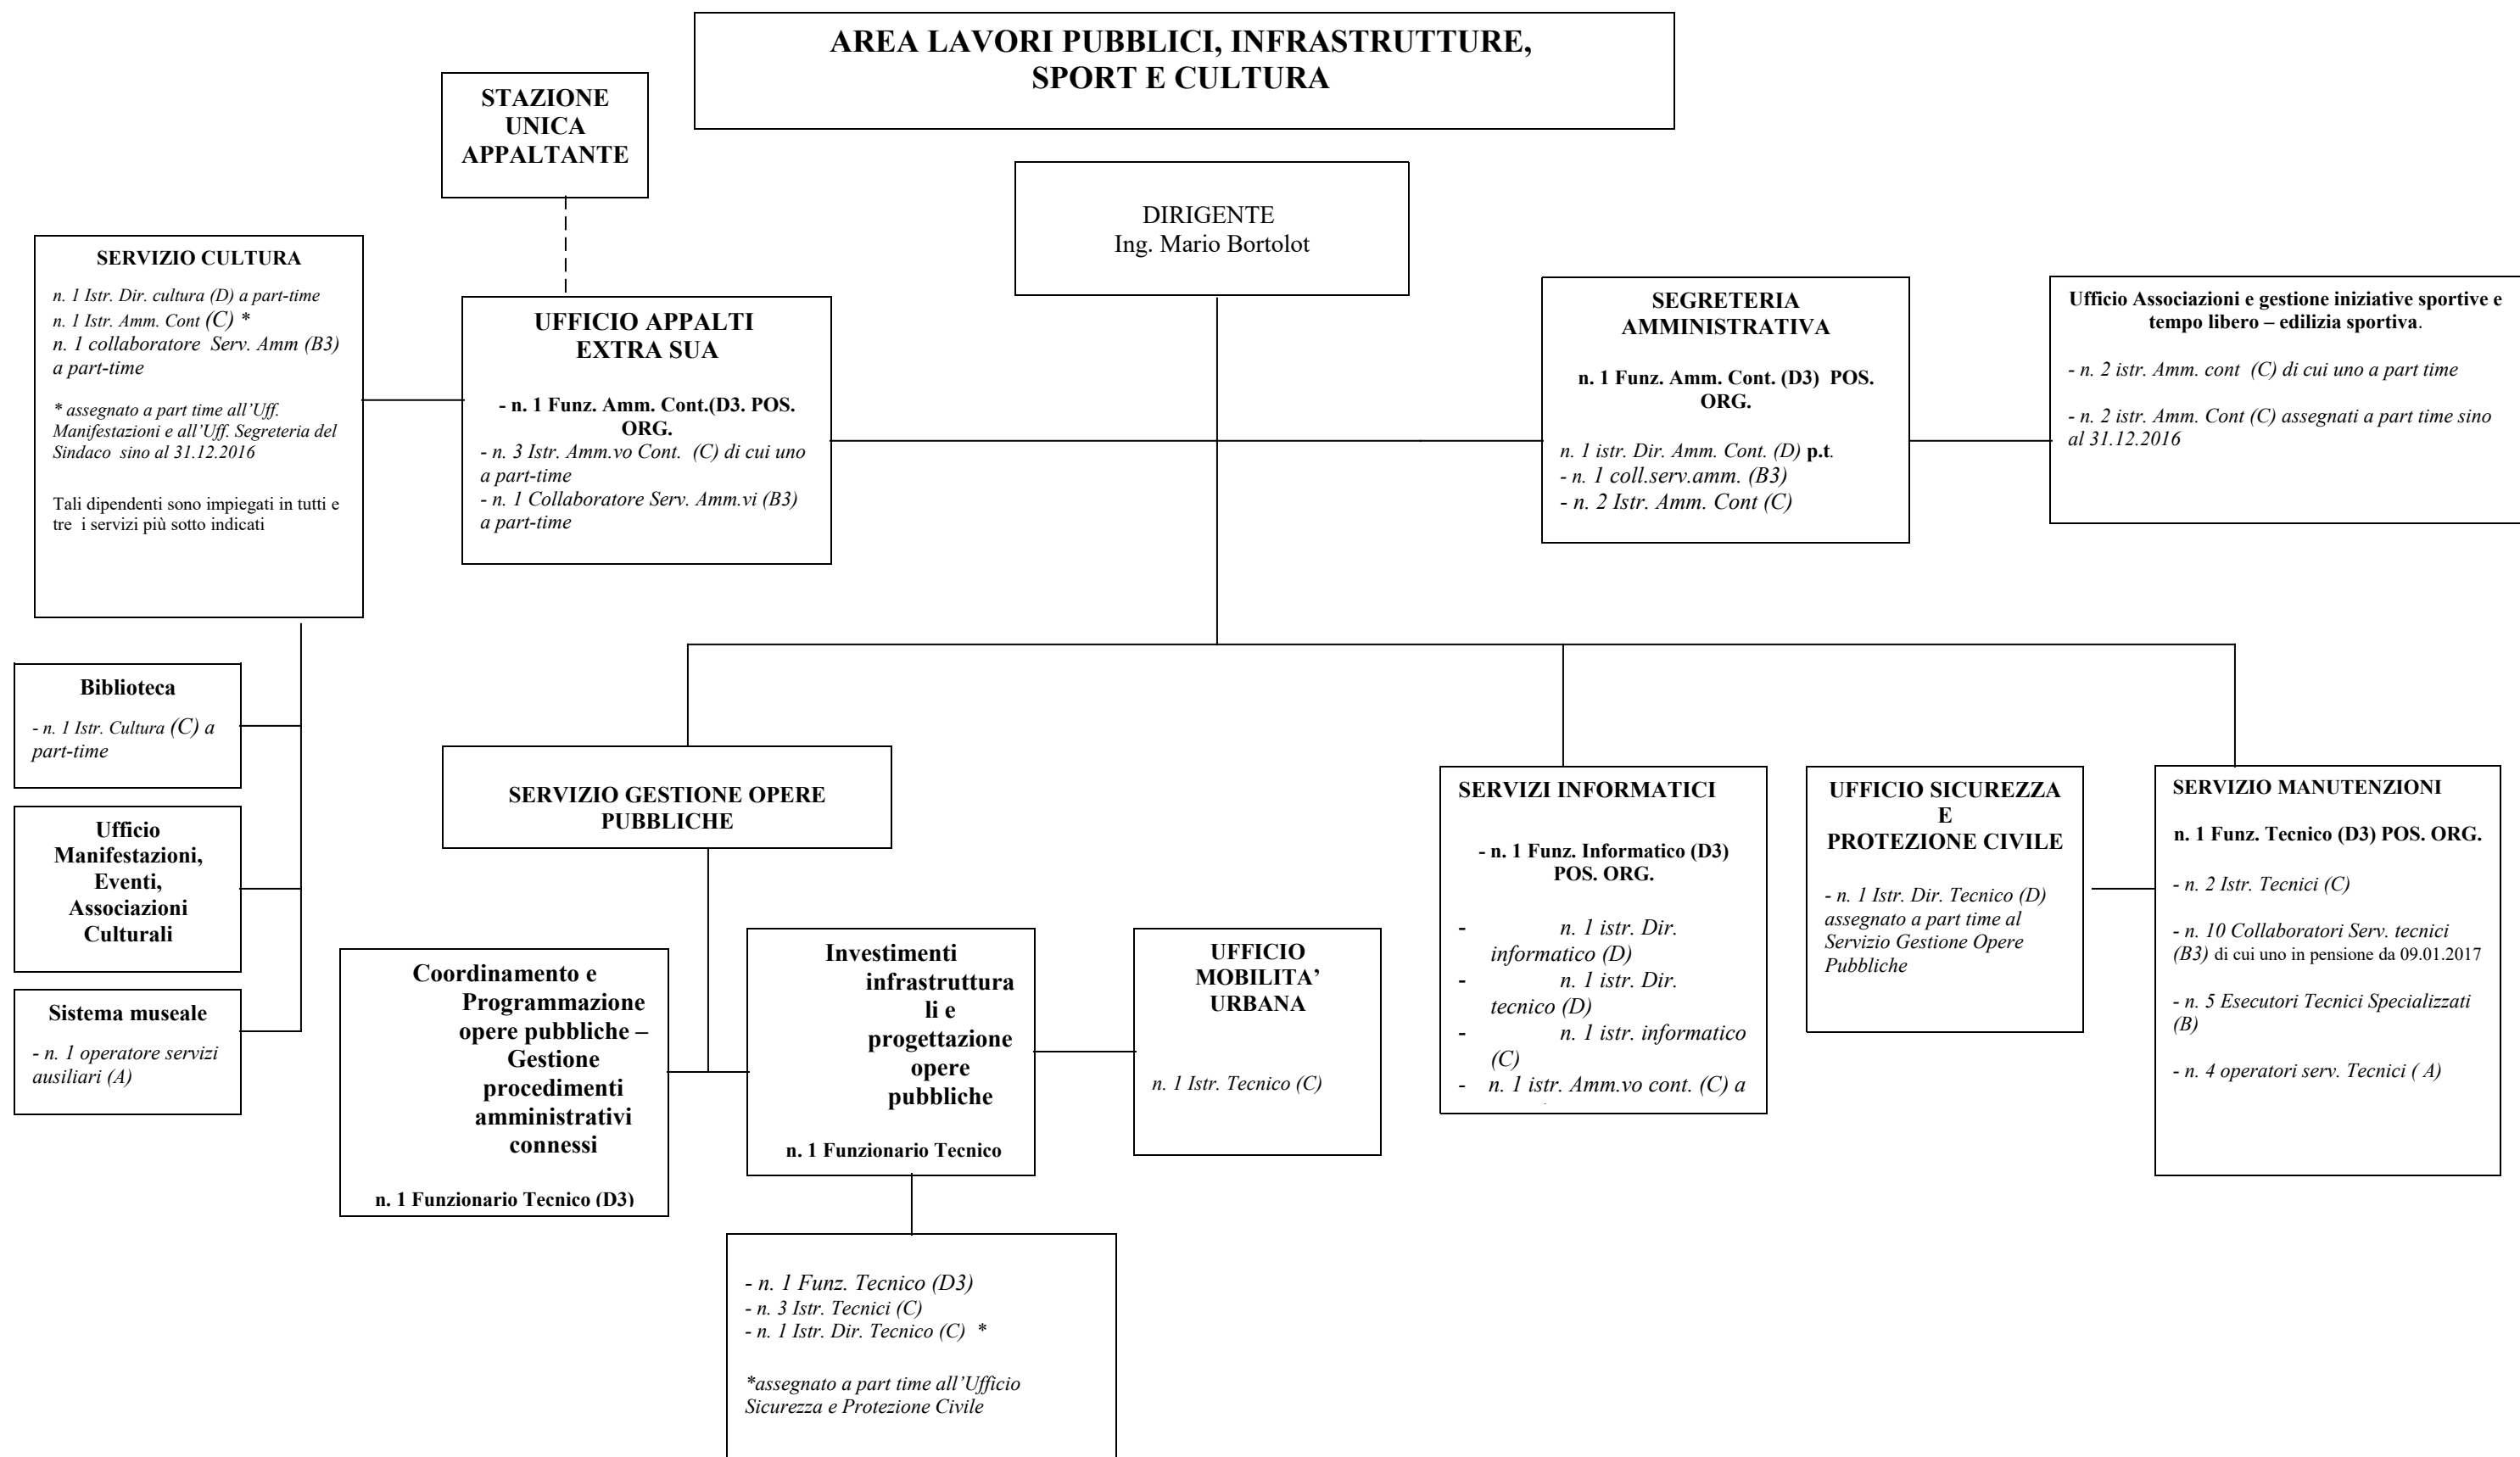 AREA LAVORI PUBBLICI, INFRASTRUTTURE,
SPORT E CULTURA
STAZIONE
UNICA
APPALTANTE
DIRIGENTE
Ing. Mario Bortolot
SERVIZIO CULTURA
n. 1 Istr. Dir. cultura (D) a part-time
n. 1 Istr. Amm. Cont (C) *
n. 1 collaboratore Serv. Amm (B3)
a part-time
* assegnato a part time all'Uff.
Manifestazioni e all'Uff. Segreteria del
Sindaco sino al 31.12.2016
Tali dipendenti sono impiegati in tutti e
tre i servizi più sotto indicati
UFFICIO APPALTI
EXTRA SUA
- n. 1 Funz. Amm. Cont.(D3. POS.
ORG.
- n. 3 Istr. Amm.vo Cont. (C) di cui uno
a part-time
- n. 1 Collaboratore Serv. Amm.vi (B3)
a part-time
SEGRETERIA
AMMINISTRATIVA
n. 1 Funz. Amm. Cont. (D3) POS.
ORG.
n. 1 istr. Dir. Amm. Cont. (D) p.t.
- n. 1 coll.serv.amm. (B3)
- n. 2 Istr. Amm. Cont (C)
Ufficio Associazioni e gestione iniziative sportive e
tempo libero – edilizia sportiva.
- n. 2 istr. Amm. cont (C) di cui uno a part time
- n. 2 istr. Amm. Cont (C) assegnati a part time sino
al 31.12.2016
Biblioteca
- n. 1 Istr. Cultura (C) a
part-time
Ufficio
Manifestazioni,
Eventi,
Associazioni
Culturali
Sistema museale
- n. 1 operatore servizi
ausiliari (A)
SERVIZIO GESTIONE OPERE
PUBBLICHE
Coordinamento e
Programmazione
opere pubbliche –
Gestione
procedimenti
amministrativi
connessi
n. 1 Funzionario Tecnico (D3)
Investimenti
infrastruttura
li e
progettazione
opere
pubbliche
n. 1 Funzionario Tecnico
UFFICIO
MOBILITA'
URBANA
n. 1 Istr. Tecnico (C)
- n. 1 Funz. Tecnico (D3)
- n. 3 Istr. Tecnici (C)
- n. 1 Istr. Dir. Tecnico (C) *
*assegnato a part time all'Ufficio
Sicurezza e Protezione Civile
SERVIZI INFORMATICI
- n. 1 Funz. Informatico (D3)
POS. ORG.
- n. 1 istr. Dir.
informatico (D)
- n. 1 istr. Dir.
tecnico (D)
- n. 1 istr. informatico
(C)
- n. 1 istr. Amm.vo cont. (C) a
UFFICIO SICUREZZA
E
PROTEZIONE CIVILE
- n. 1 Istr. Dir. Tecnico (D)
assegnato a part time al
Servizio Gestione Opere
Pubbliche
SERVIZIO MANUTENZIONI
n. 1 Funz. Tecnico (D3) POS. ORG.
- n. 2 Istr. Tecnici (C)
- n. 10 Collaboratori Serv. tecnici
(B3) di cui uno in pensione da 09.01.2017
- n. 5 Esecutori Tecnici Specializzati
(B)
- n. 4 operatori serv. Tecnici ( A)